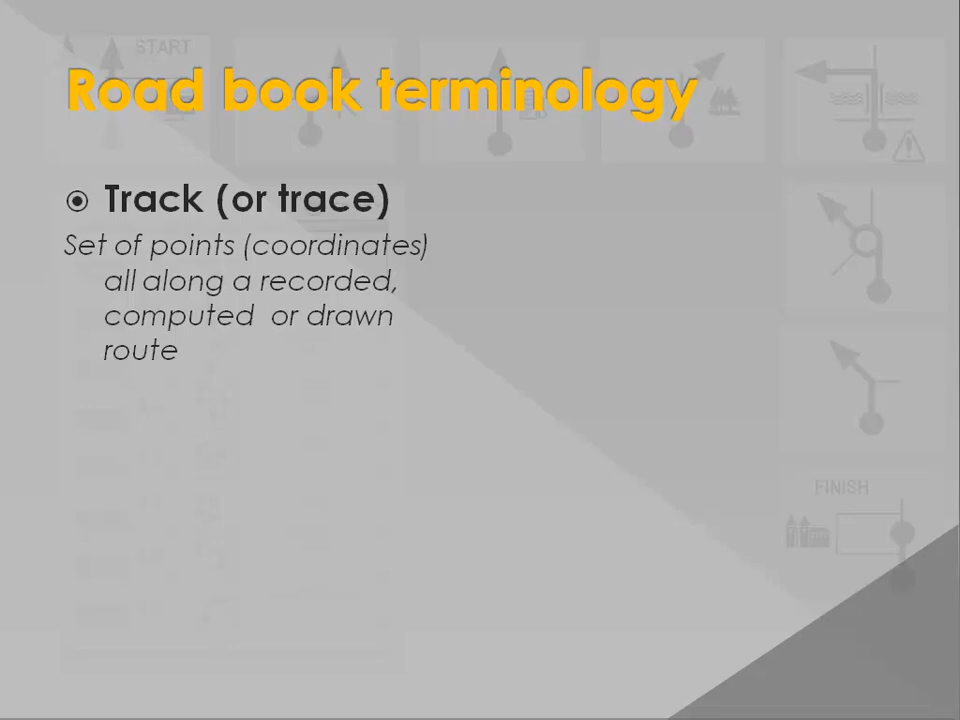 START
Road book terminology
Track (or trace)
Set of points (coordinates)
all along a recorded,
computed or drawn
route
FINISH